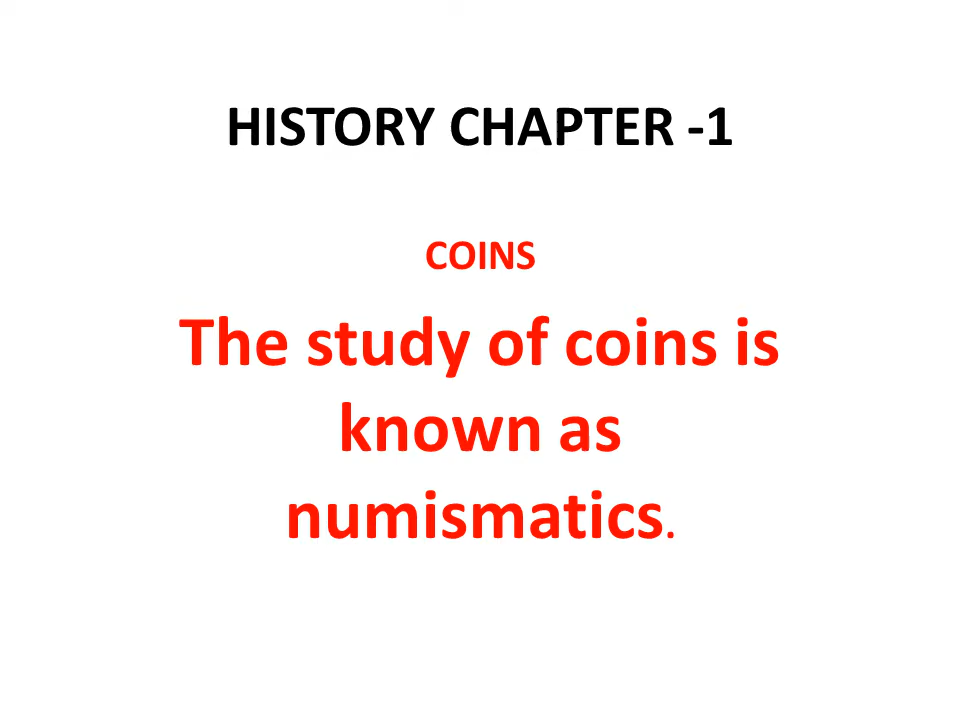 HISTORY CHAPTER -1
COINS
The study of coins is
known as
numismatics.